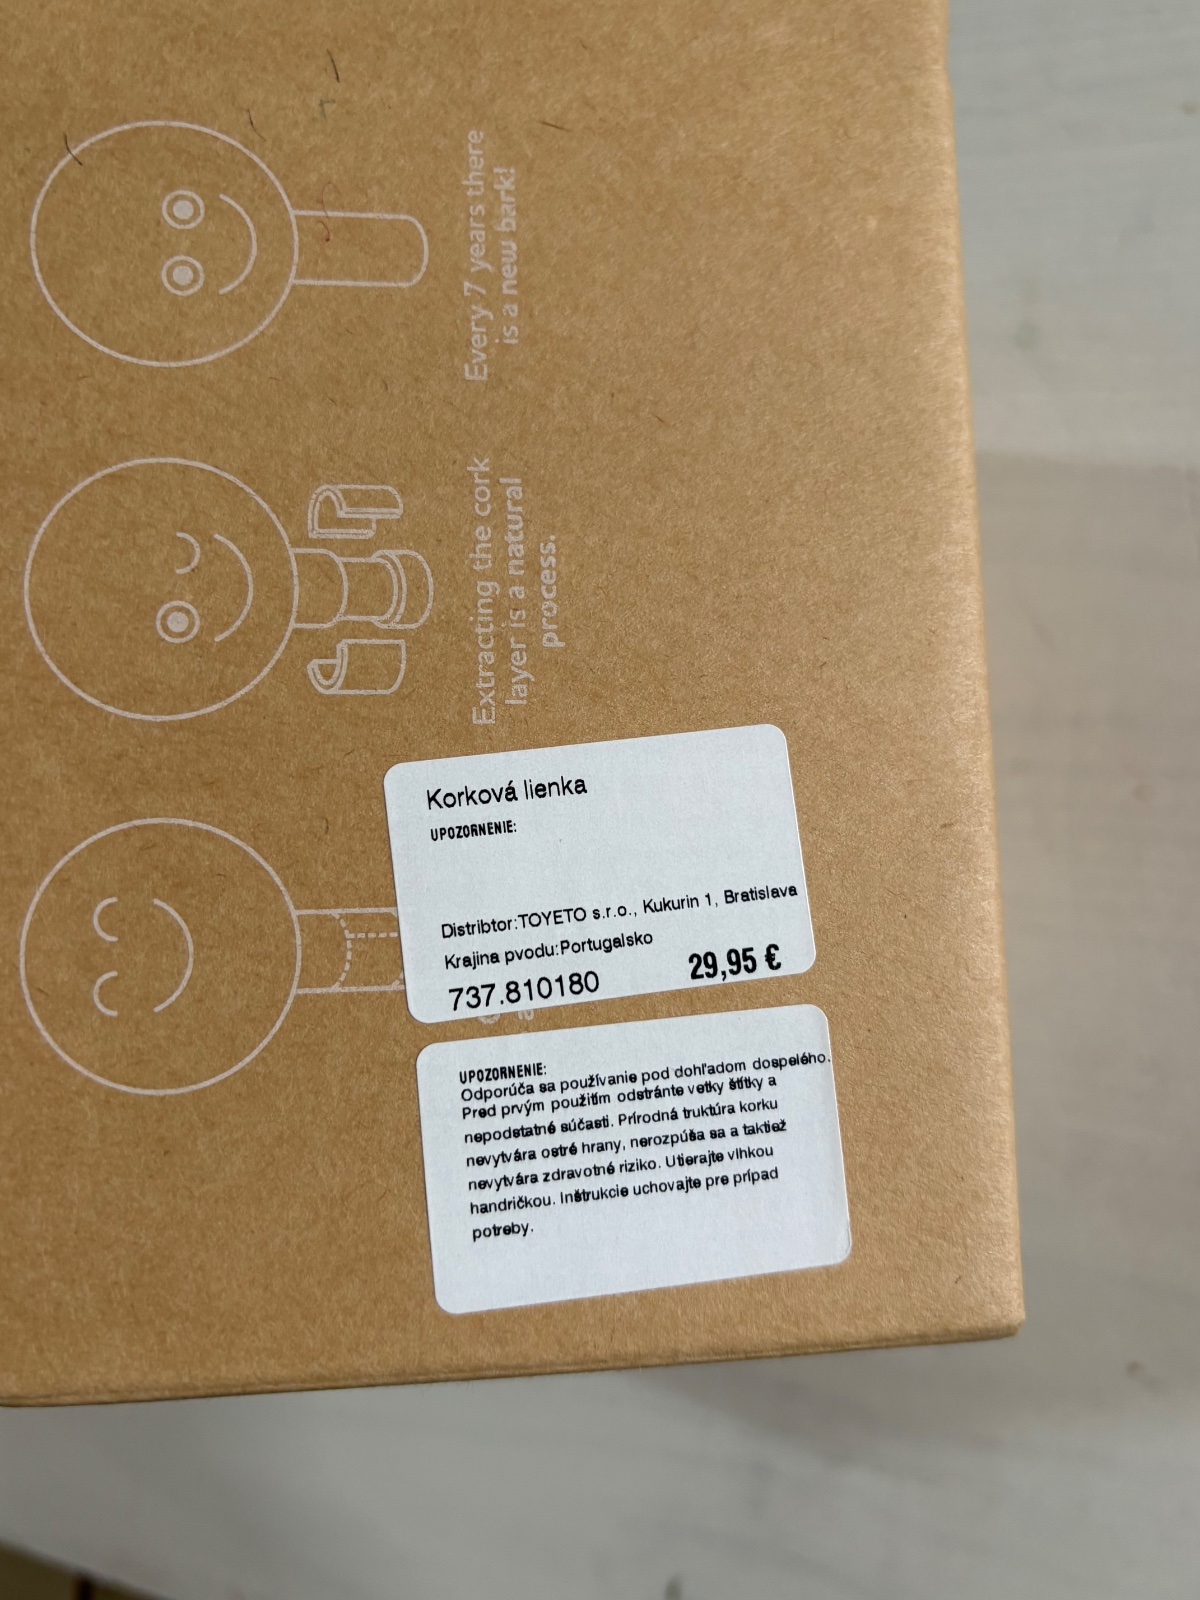 Every 7 years there
is a new bark!
Extracting the cork
layer is a natural
process.
Korková lienka
UPOZORNENIE:
Distribtor:TOYETO s.r.o., Kukurin 1, Bratislava
Krajina pvodu:Portugalsko
737.810180 29,95 €
UPOZORNENIE:
Odporúča sa používanie pod dohľadom dospelého.
Pred prvým použitím odstránte vetky štítky a
nepodstatné súčasti. Prírodná truktúra korku
nevytvára ostré hrany, nerozpúša sa a taktiež
nevytvára zdravotné riziko. Utierajte vlhkou
handričkou. Inštrukcie uchovajte pre prípad
potreby.